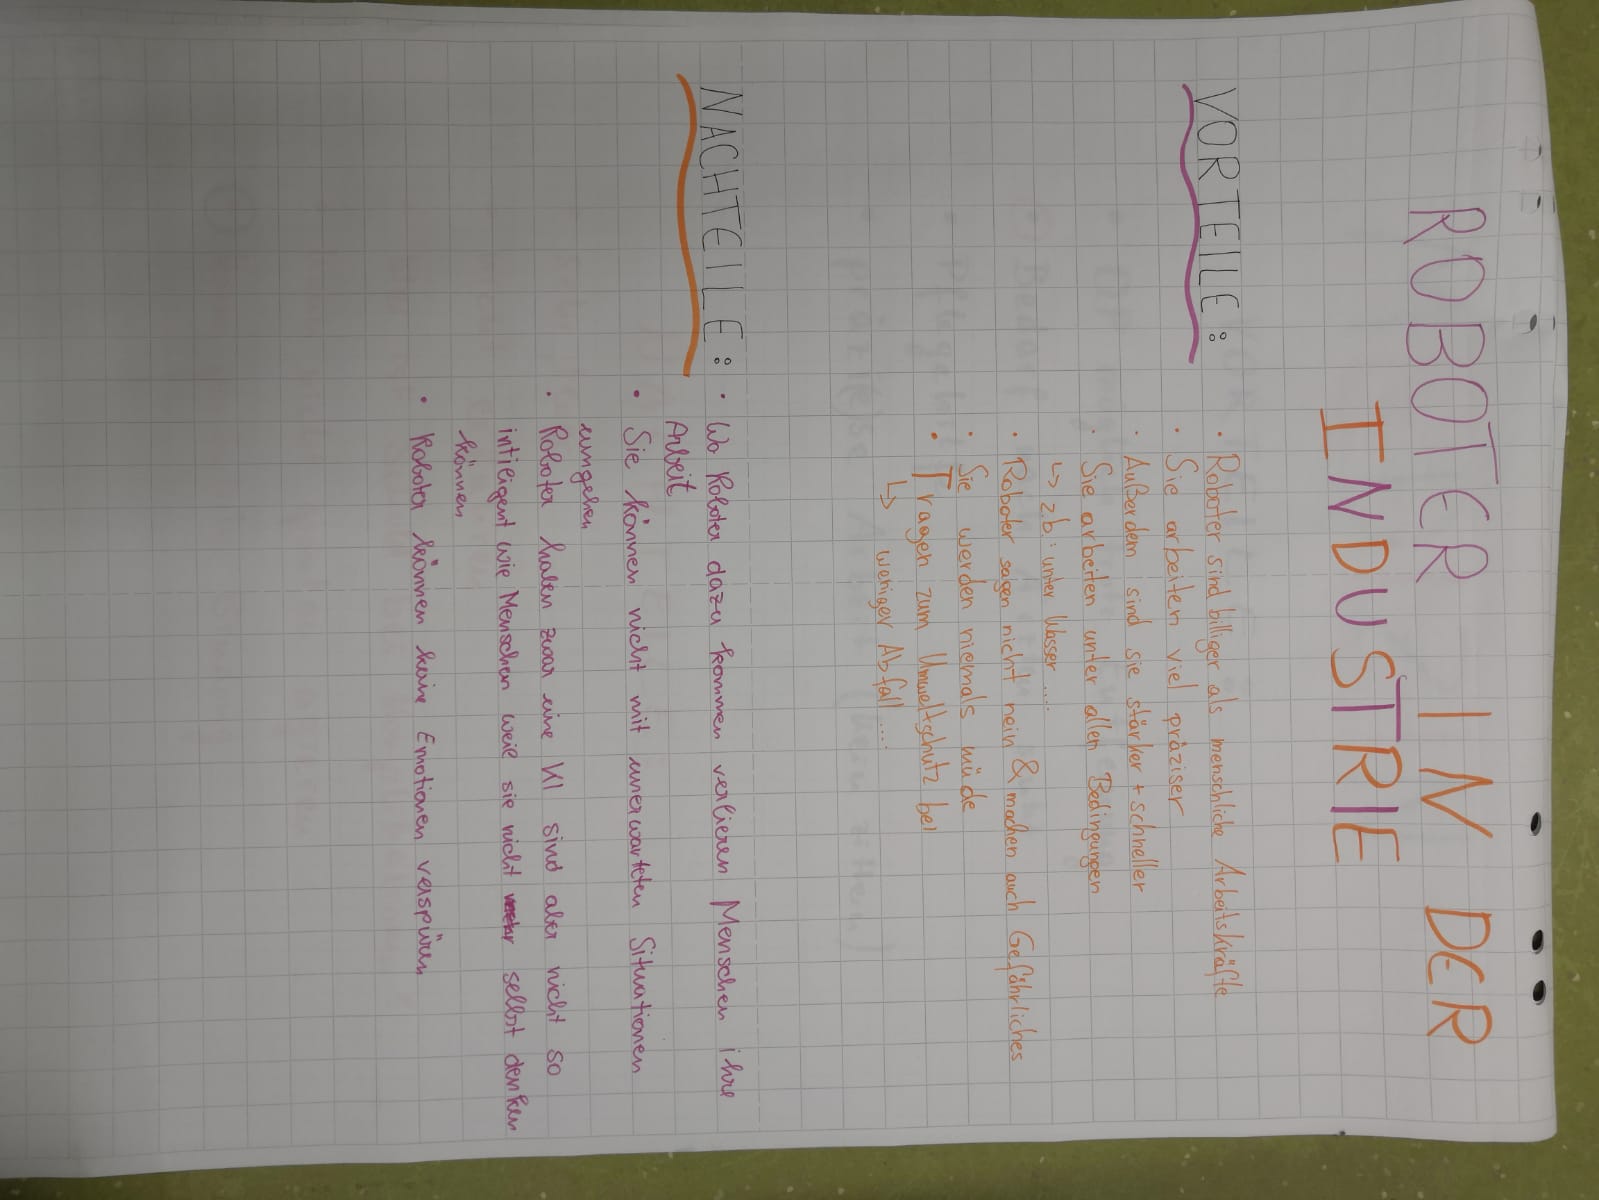 ROBOTER IN DER
INDUSTRIE
VORTEILE:
· Roboter sind billiger als menschliche Arbeitskräfte
· Sie arbeiten viel präziser
· Außerdem sind sie stärker + schneller
· Sie arbeiten unter allen Bedingungen
↳ z.b.: unter Wasser ....
· Roboter sagen nicht nein & machen auch Gefährliches
· Sie werden niemals müde
· Tragen zum Umweltschutz bei
↳ weniger Abfall ....
NACHTEILE:
· Wo Roboter dazu kommen verlieren Menschen ihre
Arbeit
· Sie können nicht mit unerwarteten Situationen
umgehen
· Roboter haben zwar eine KI sind aber nicht so
intiligent wie Menschen weil sie nicht selbst denken
können
· Roboter können keine Emotionen verspüren